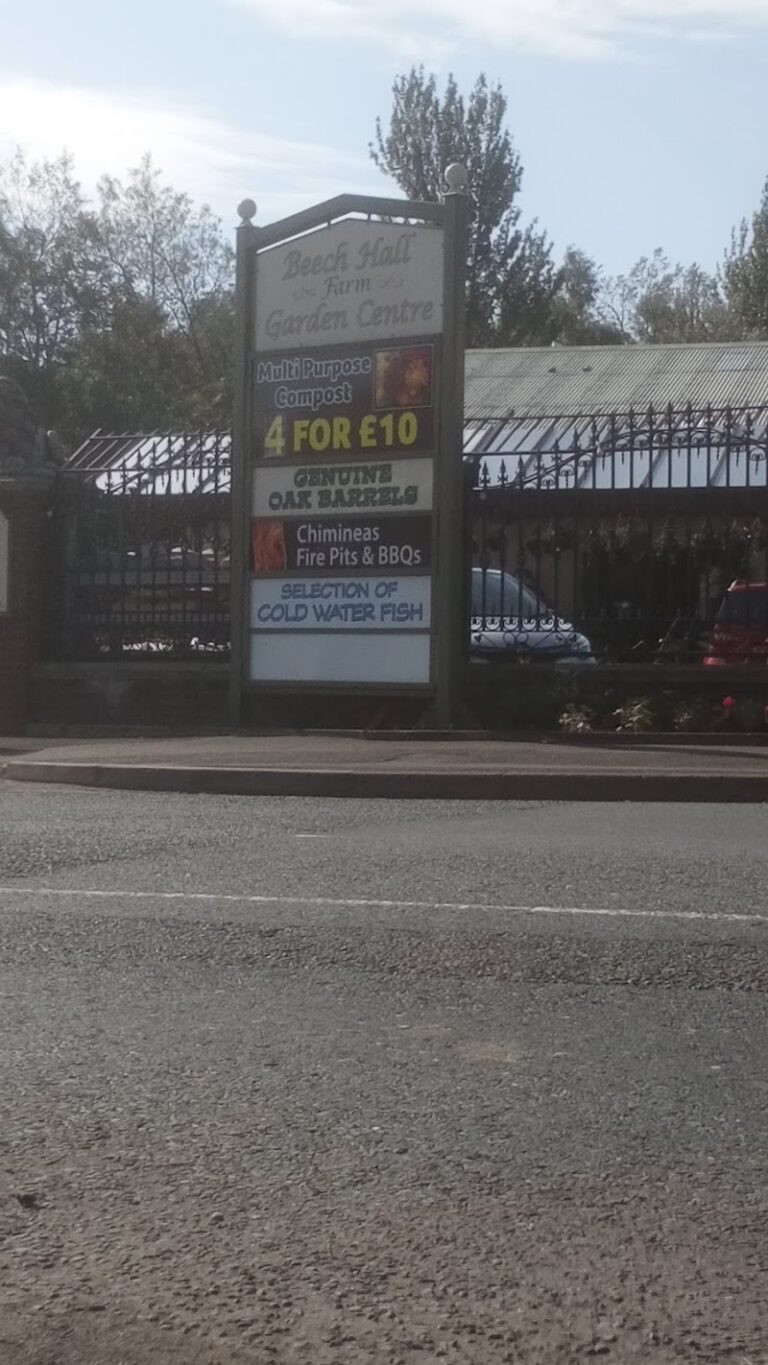 Beech Hall
Farm
Garden Centre
Multi Purpose
Compost
4 FOR £10
GENUINE
OAK BARRELS
Chimineas
Fire Pits & BBQs
SELECTION OF
COLD WATER FISH